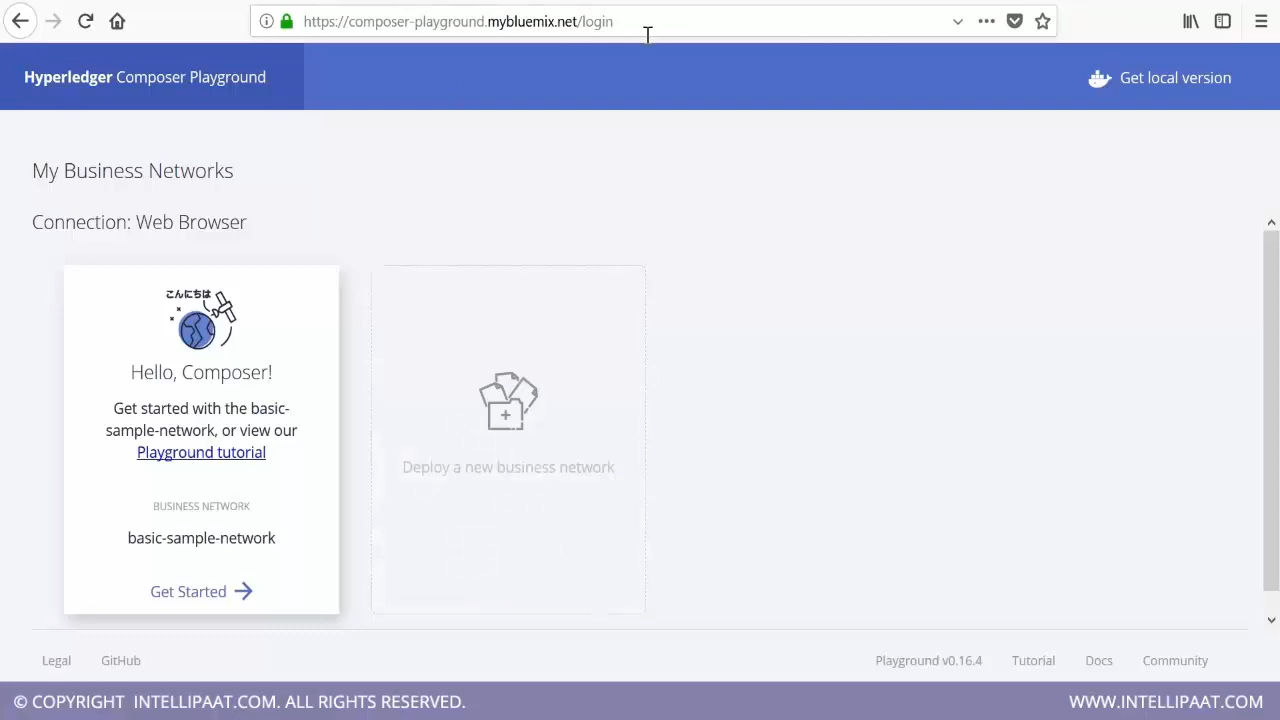 https://composer-playground.mybluemix.net/login
Hyperledger Composer Playground
Get local version
My Business Networks
Connection: Web Browser
こんにちは
Hello, Composer!
Get started with the basic-
sample-network, or view our
Playground tutorial
BUSINESS NETWORK
basic-sample-network
Get Started
Deploy a new business network
Legal
GitHub
Playground v0.16.4
Tutorial
Docs
Community
© COPYRIGHT INTELLIPAAT.COM. ALL RIGHTS RESERVED.
WWW.INTELLIPAAT.COM